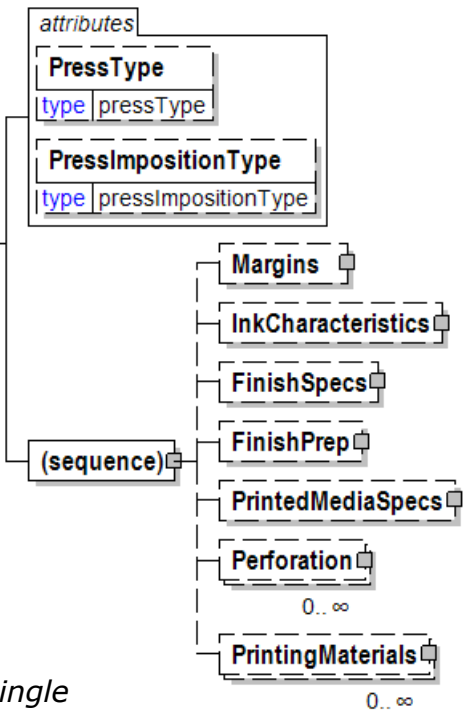 attributes
PressType
type pressType
PressImpositionType
type pressImpositionType
Margins
InkCharacteristics
FinishSpecs
FinishPrep
(sequence)
PrintedMediaSpecs
Perforation
0.. ∞
PrintingMaterials
ingle
0.. ∞